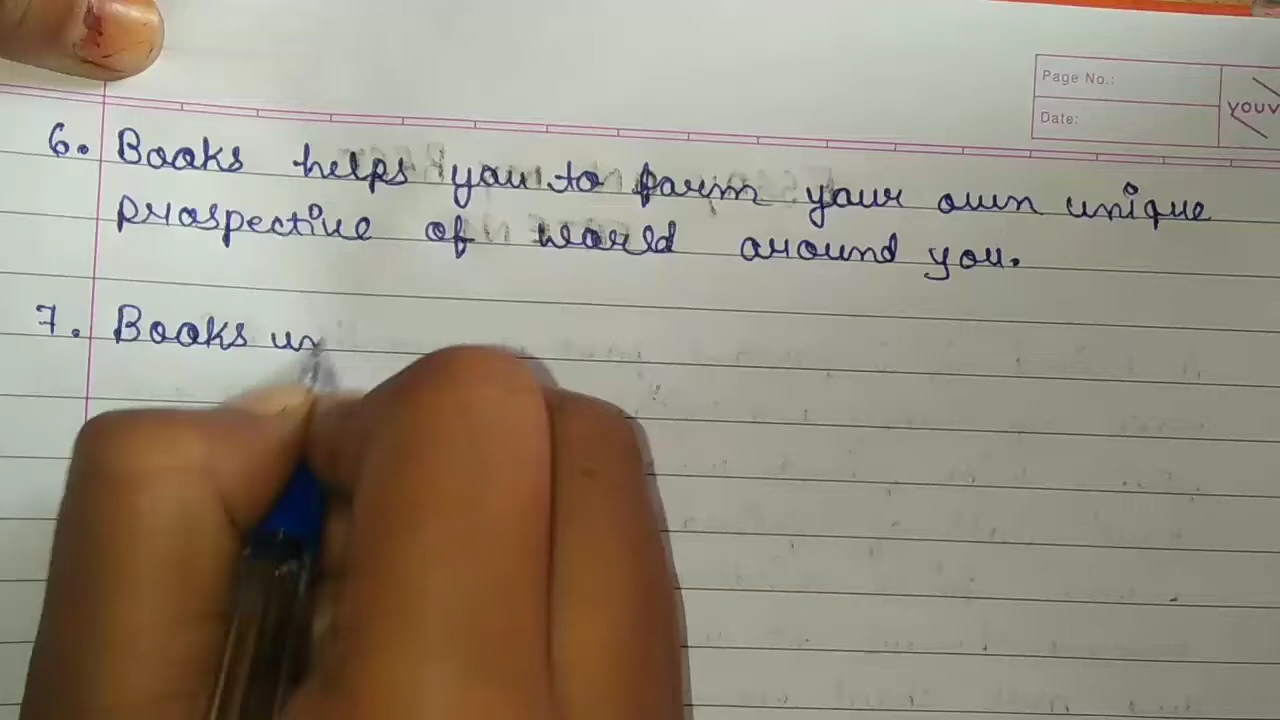 Page No.:
Date:
YOUV
6. Books helps you to form your own unique
prospective of world around you.
7. Books